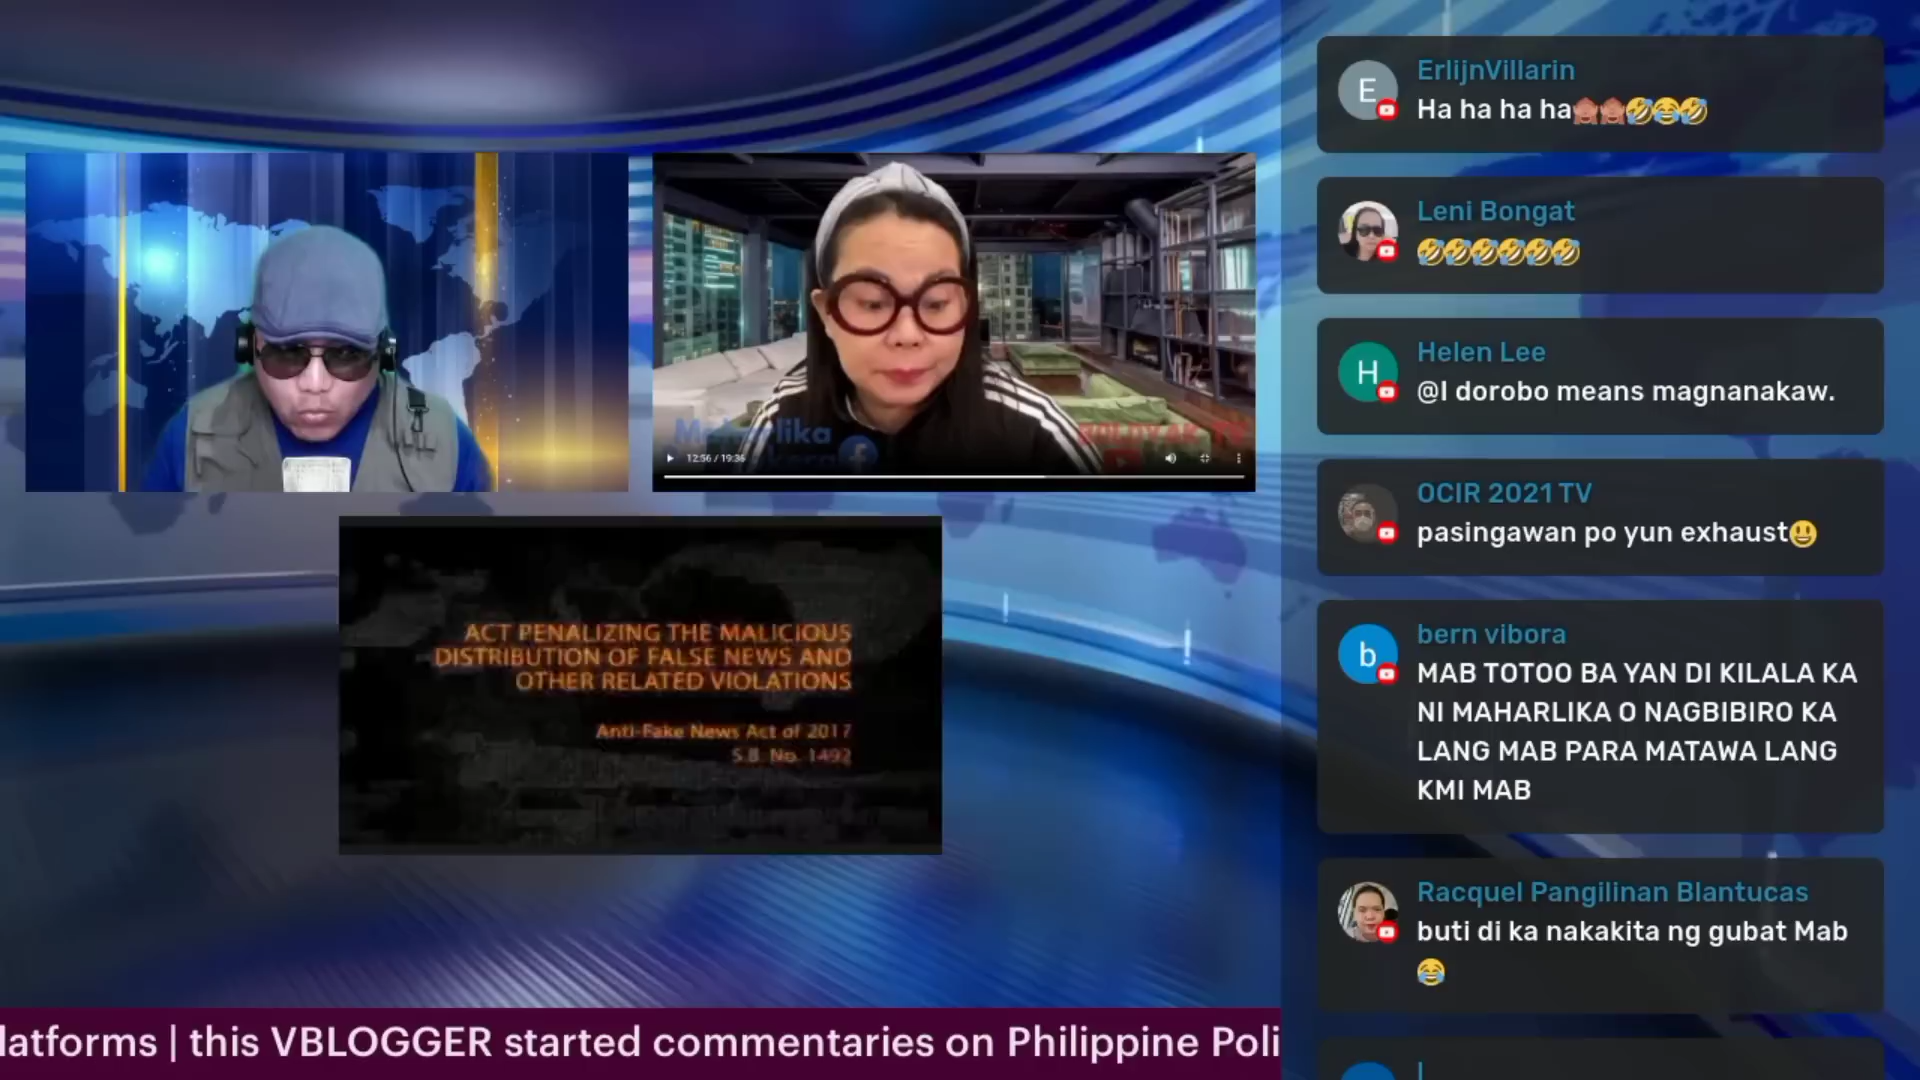 Maharlika
BOLDYAK TV
12:56 / 19:36
ACT PENALIZING THE MALICIOUS
DISTRIBUTION OF FALSE NEWS AND
OTHER RELATED VIOLATIONS
Anti-Fake News Act of 2017
S.B. No. 1492
latforms | this VBLOGGER started commentaries on Philippine Poli
E
ErlijnVillarin
Ha ha ha ha🙈🙈🤣😂🤣
Leni Bongat
🤣🤣🤣🤣🤣🤣
H
Helen Lee
@I dorobo means magnanakaw.
OCIR 2021 TV
pasingawan po yun exhaust😃
b
bern vibora
MAB TOTOO BA YAN DI KILALA KA
NI MAHARLIKA O NAGBIBIRO KA
LANG MAB PARA MATAWA LANG
KMI MAB
Racquel Pangilinan Blantucas
buti di ka nakakita ng gubat Mab
😂